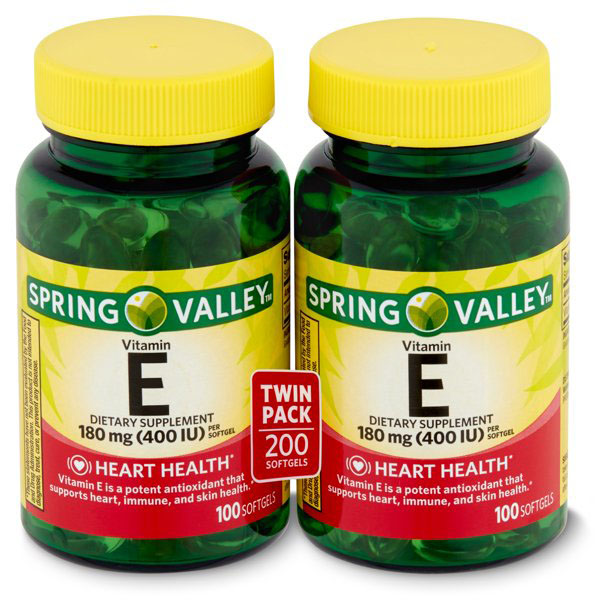 SPRING VALLEY™
Vitamin
E
DIETARY SUPPLEMENT
180 mg (400 IU) PER SOFTGEL
HEART HEALTH*
Vitamin E is a potent antioxidant that
supports heart, immune, and skin health.*
100 SOFTGELS
TWIN
PACK
200
SOFTGELS
SPRING VALLEY™
Vitamin
E
DIETARY SUPPLEMENT
180 mg (400 IU) PER SOFTGEL
HEART HEALTH*
Vitamin E is a potent antioxidant that
supports heart, immune, and skin health.*
100 SOFTGELS